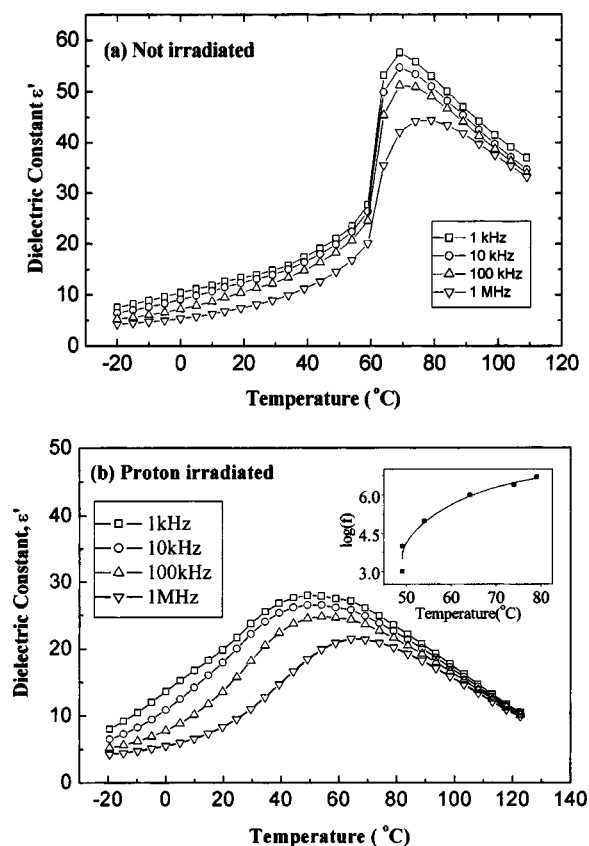 (a) Not irradiated
Dielectric Constant ε'
60
50
40
30
20
10
0
1 kHz
10 kHz
100 kHz
1 MHz
-20 0 20 40 60 80 100 120
Temperature (°C)
(b) Proton irradiated
Dielectric Constant, ε'
50
40
30
20
10
0
1kHz
10kHz
100kHz
1MHz
log(f)
6.0
4.5
3.0
50 60 70 80
Temperature(°C)
-20 0 20 40 60 80 100 120 140
Temperature (°C)